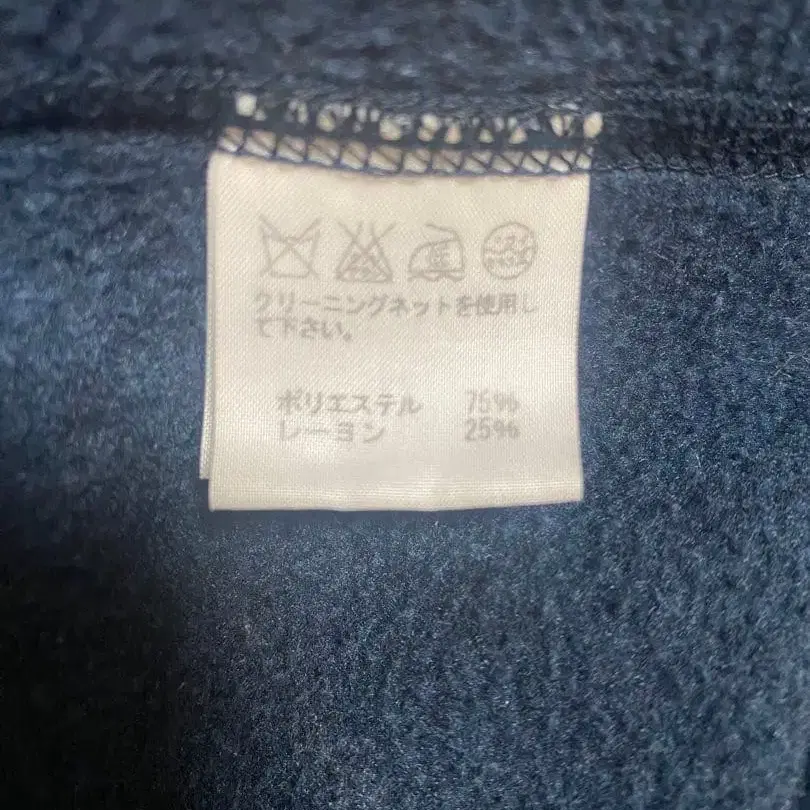 クリーニングネットを使用し
て下さい。
ポリエステル 75%
レーヨン 25%